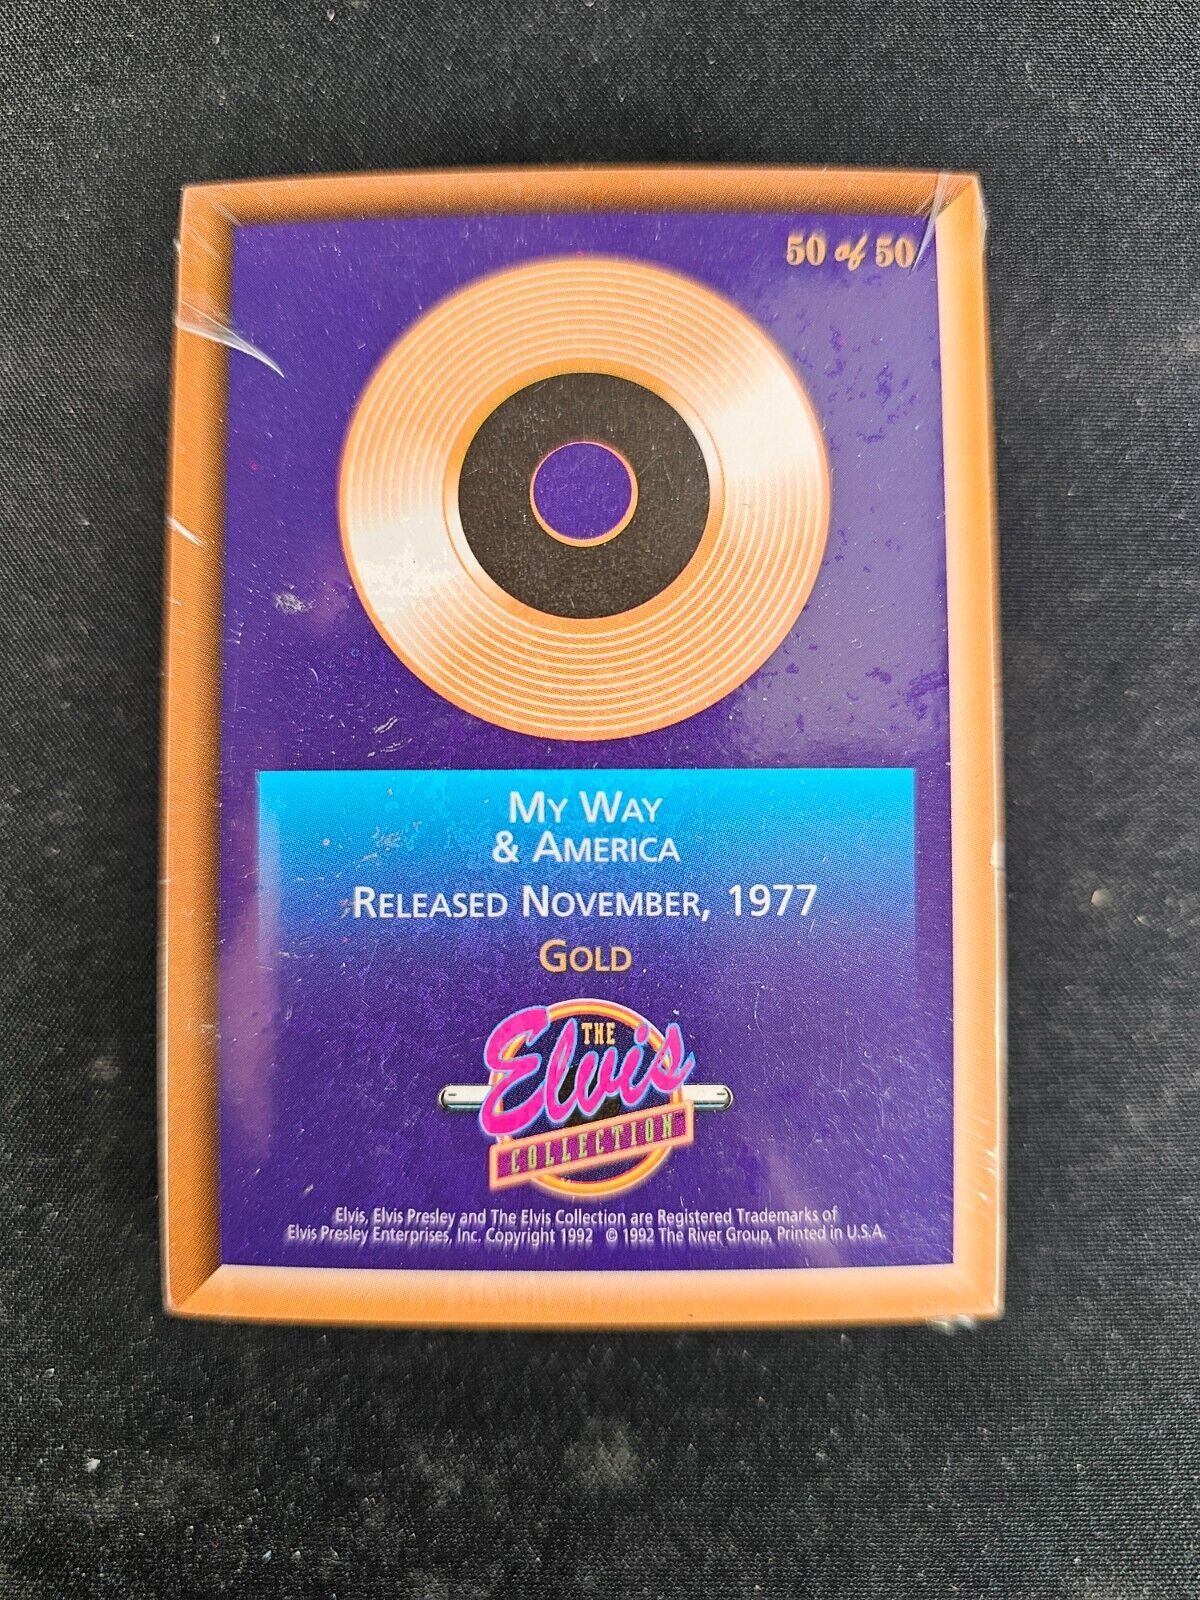 50 of 50
MY WAY
& AMERICA
RELEASED NOVEMBER, 1977
GOLD
THE
Elvis
COLLECTION
Elvis, Elvis Presley and The Elvis Collection are Registered Trademarks of
Elvis Presley Enterprises, Inc. Copyright 1992 © 1992 The River Group, Printed in U.S.A.